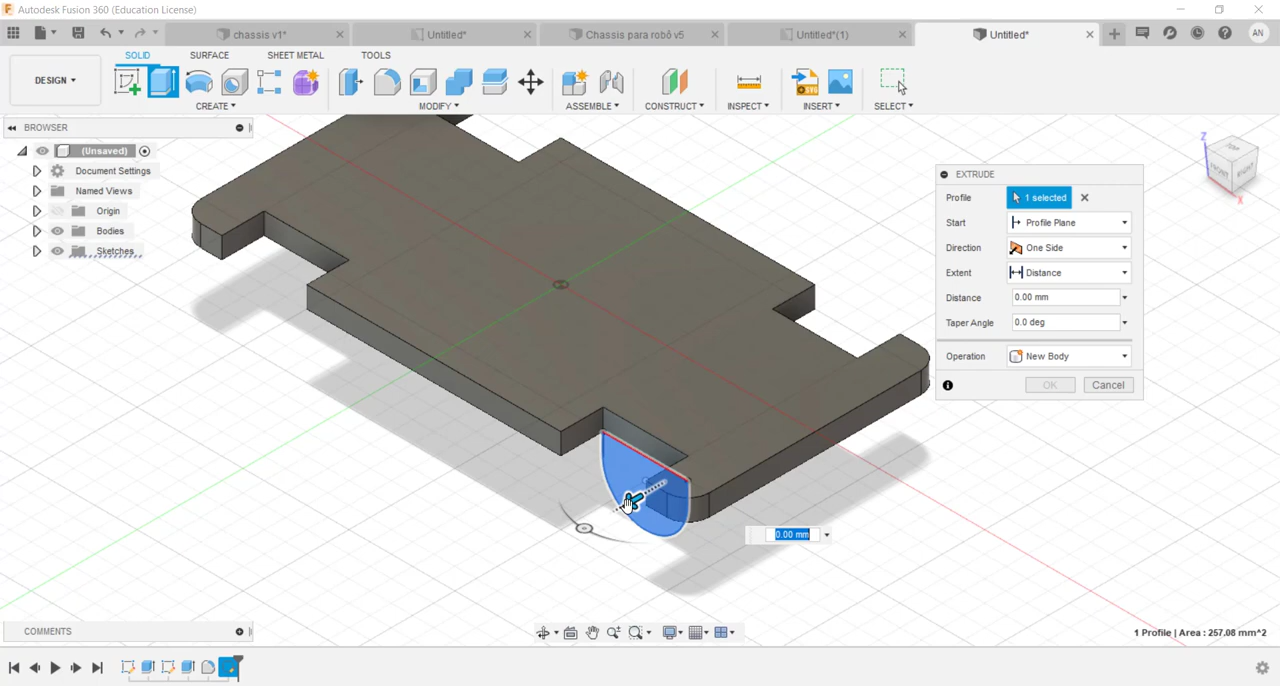 Autodesk Fusion 360 (Education License)
chassis v1*
Untitled*
Chassis para robô v5
Untitled*(1)
Untitled*
AN
DESIGN
SOLID
SURFACE
SHEET METAL
TOOLS
CREATE
MODIFY
ASSEMBLE
CONSTRUCT
INSPECT
INSERT
SELECT
BROWSER
(Unsaved)
Document Settings
Named Views
Origin
Bodies
Sketches
Z
TOP
FRONT
RIGHT
X
EXTRUDE
Profile 1 selected
Start Profile Plane
Direction One Side
Extent Distance
Distance 0.00 mm
Taper Angle 0.0 deg
Operation New Body
OK Cancel
0.00 mm
COMMENTS
1 Profile | Area : 257.08 mm^2